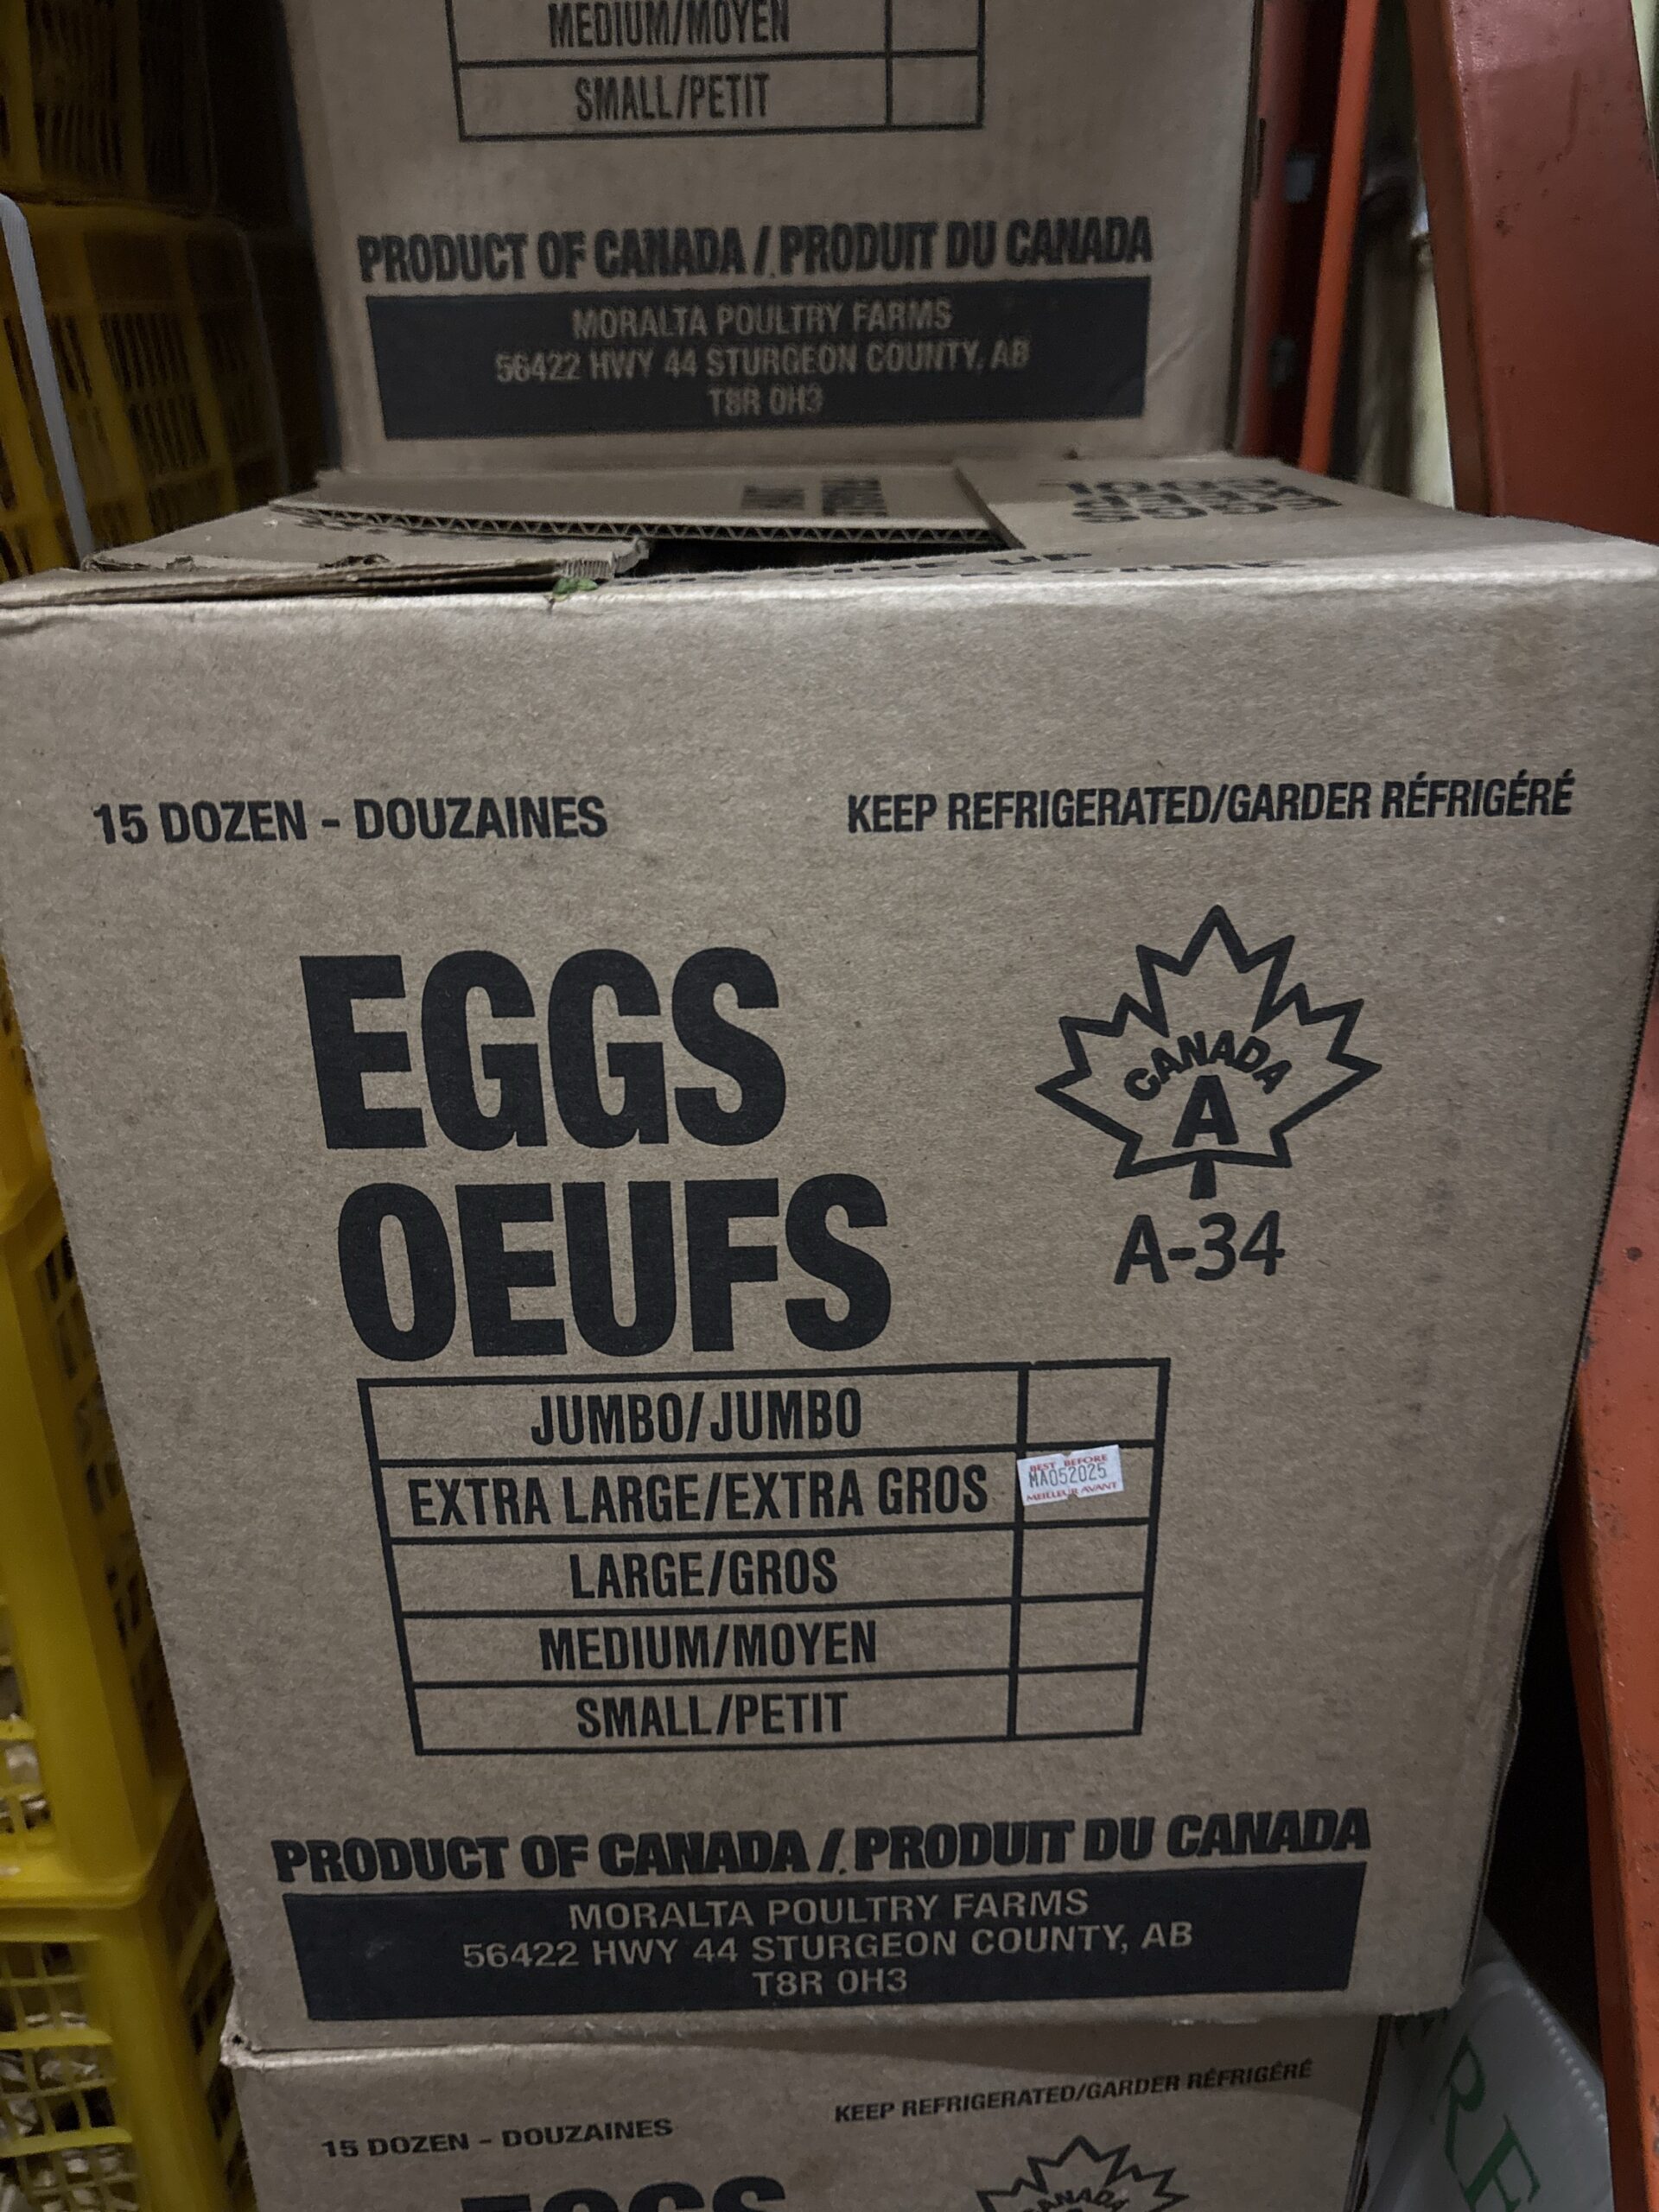 MEDIUM/MOYEN
SMALL/PETIT
PRODUCT OF CANADA / PRODUIT DU CANADA
MORALTA POULTRY FARMS
56422 HWY 44 STURGEON COUNTY, AB
T8R 0H3
EGGS
15 DOZEN - DOUZAINES
KEEP REFRIGERATED/GARDER RÉFRIGÉRÉ
EGGS
OEUFS
CANADA
A
A-34
JUMBO/JUMBO
EXTRA LARGE/EXTRA GROS
BEST BEFORE
MA052025
MEILLEUR AVANT
LARGE/GROS
MEDIUM/MOYEN
SMALL/PETIT
PRODUCT OF CANADA / PRODUIT DU CANADA
MORALTA POULTRY FARMS
56422 HWY 44 STURGEON COUNTY, AB
T8R 0H3
15 DOZEN - DOUZAINES
KEEP REFRIGERATED/GARDER RÉFRIGÉRÉ
EGGS
CANADA